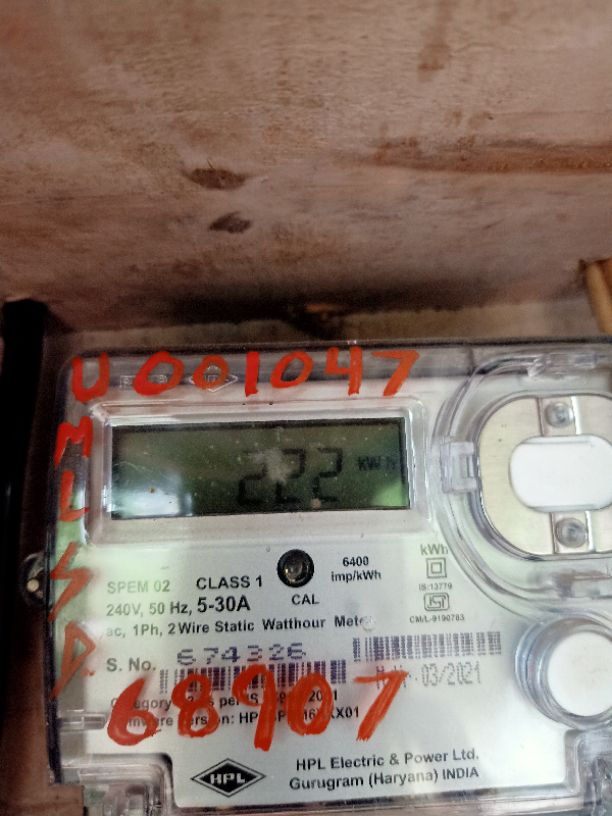 U001047
M
L
S
D
222 kWh
6400
imp/kWh
kWh
IS:13779
CM/L-9190783
SPEM 02 CLASS 1
CAL
240V, 50 Hz, 5-30A
ac, 1Ph, 2 Wire Static Watthour Meter
S. No. 674326
03/2021
68907
HPL
HPL Electric & Power Ltd.
Gurugram (Haryana) INDIA